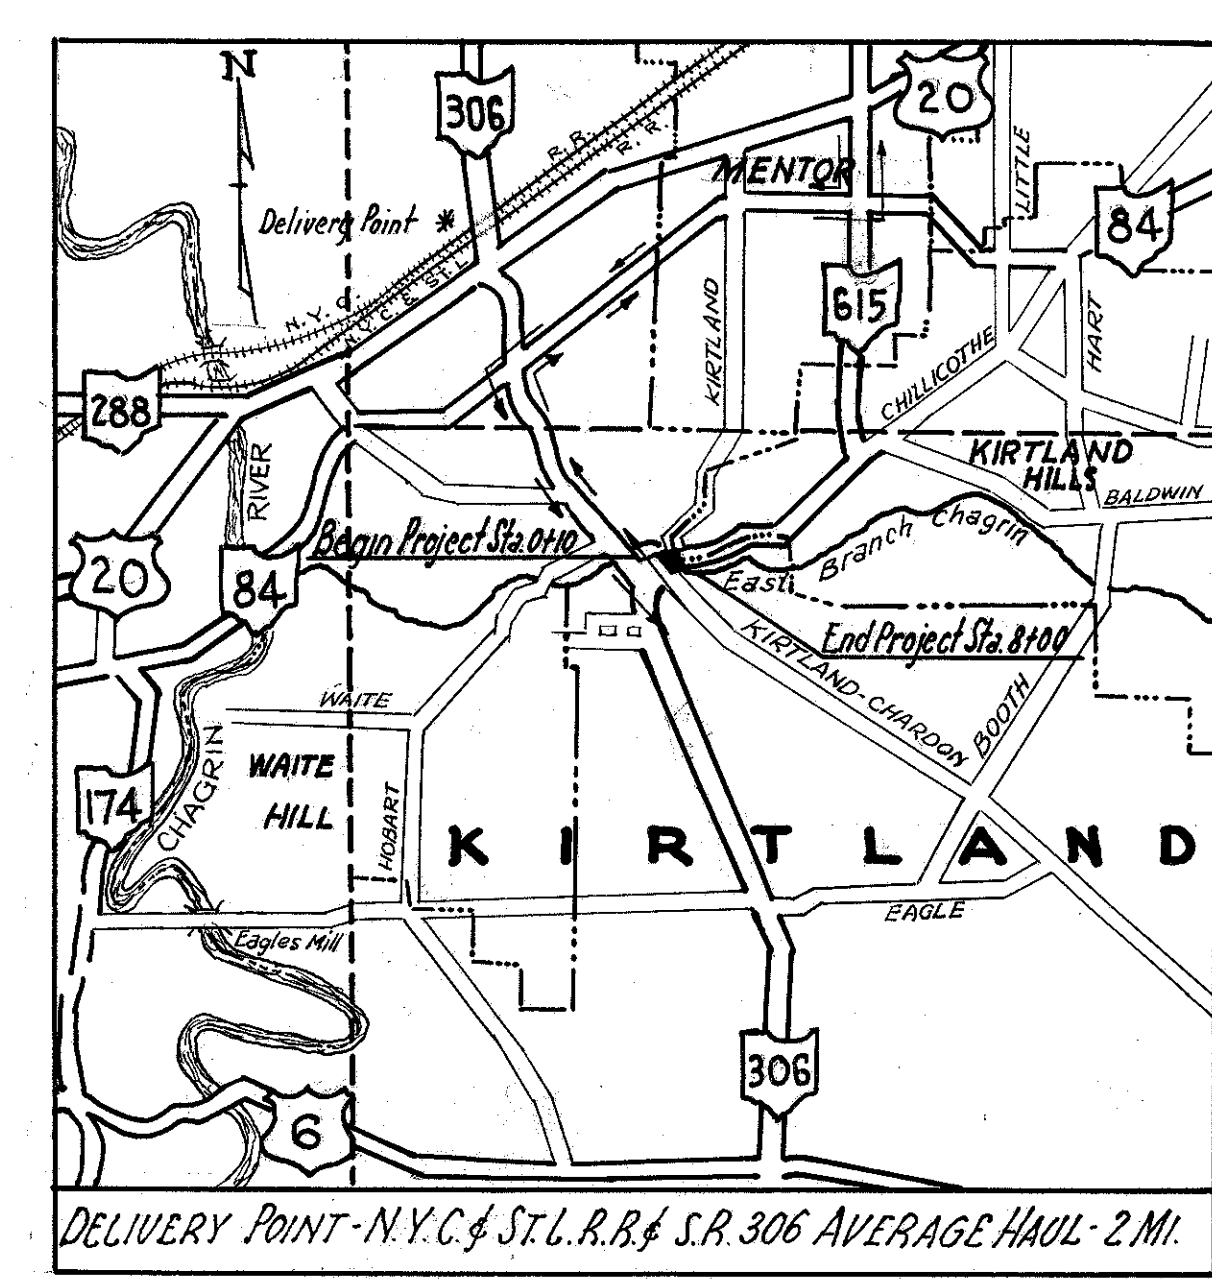 N
306
20
R.R.
R. R.
LITTLE
MENTOR
84
Delivery Point *
N.Y.C. & ST. L.
N.Y.C.
615
KIRTLAND
HART
CHILLICOTHE
288
KIRTLAND
HILLS
RIVER
BALDWIN
Begin Project Sta. 0+10
Branch Chagrin
East
20
84
End Project Sta. 8+00
KIRTLAND-CHARDON
BOOTH
WAITE
CHAGRIN
WAITE
HILL
174
HOBART
KIRTLAND
EAGLE
Eagles Mill
306
6
DELIVERY POINT-N.Y.C.& ST.L.R.R.& S.R.306 AVERAGE HAUL-2 MI.